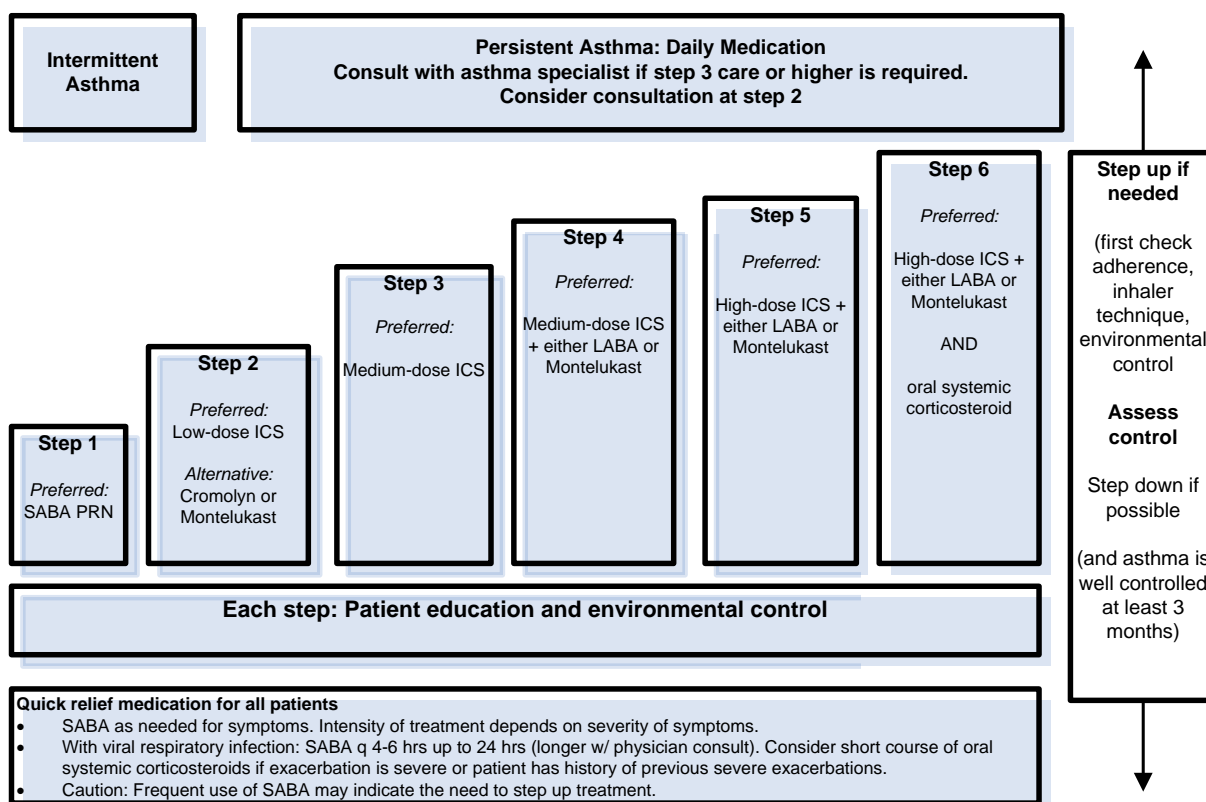 Intermittent
Asthma
Persistent Asthma: Daily Medication
Consult with asthma specialist if step 3 care or higher is required.
Consider consultation at step 2
Step 1
Preferred:
SABA PRN
Step 2
Preferred:
Low-dose ICS
Alternative:
Cromolyn or
Montelukast
Step 3
Preferred:
Medium-dose ICS
Step 4
Preferred:
Medium-dose ICS
+ either LABA or
Montelukast
Step 5
Preferred:
High-dose ICS +
either LABA or
Montelukast
Step 6
Preferred:
High-dose ICS +
either LABA or
Montelukast
AND
oral systemic
corticosteroid
Step up if
needed
(first check
adherence,
inhaler
technique,
environmental
control
Assess
control
Step down if
possible
(and asthma is
well controlled
at least 3
months)
Each step: Patient education and environmental control
Quick relief medication for all patients
• SABA as needed for symptoms. Intensity of treatment depends on severity of symptoms.
• With viral respiratory infection: SABA q 4-6 hrs up to 24 hrs (longer w/ physician consult). Consider short course of oral
systemic corticosteroids if exacerbation is severe or patient has history of previous severe exacerbations.
• Caution: Frequent use of SABA may indicate the need to step up treatment.